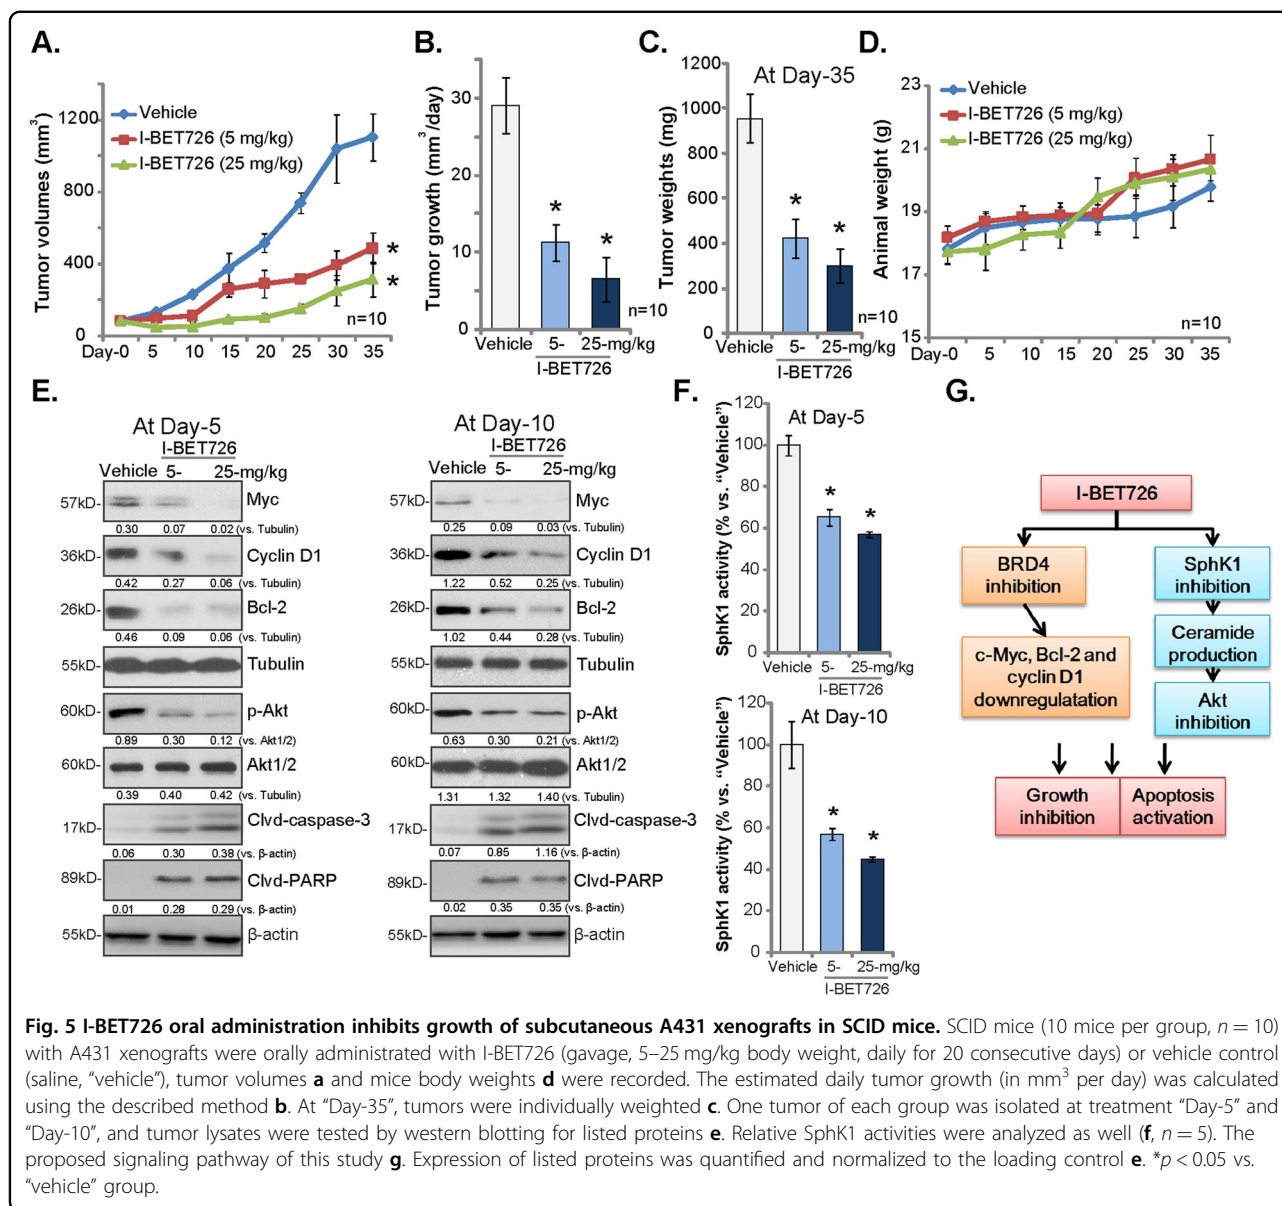 A.
Tumor volumes (mm³)
1200
800
400
0
Vehicle
I-BET726 (5 mg/kg)
I-BET726 (25 mg/kg)
*
*
n=10
Day-0 5 10 15 20 25 30 35
B.
Tumor growth (mm³/day)
30
20
10
0
*
*
n=10
Vehicle 5- 25-mg/kg
I-BET726
C.
At Day-35
Tumor weights (mg)
1200
1000
800
600
400
200
0
*
*
n=10
Vehicle 5- 25-mg/kg
I-BET726
D.
Animal weight (g)
23
21
19
17
15
Vehicle
I-BET726 (5 mg/kg)
I-BET726 (25 mg/kg)
n=10
Day-0 5 10 15 20 25 30 35
E.
At Day-5
I-BET726
Vehicle 5- 25-mg/kg
57kD- Myc
0.30 0.07 0.02 (vs. Tubulin)
36kD- Cyclin D1
0.42 0.27 0.06 (vs. Tubulin)
26kD- Bcl-2
0.46 0.09 0.06 (vs. Tubulin)
55kD- Tubulin
60kD- p-Akt
0.89 0.30 0.12 (vs. Akt1/2)
60kD- Akt1/2
0.39 0.40 0.42 (vs. Tubulin)
17kD- Clvd-caspase-3
0.06 0.30 0.38 (vs. β-actin)
89kD- Clvd-PARP
0.01 0.28 0.29 (vs. β-actin)
55kD- β-actin
At Day-10
I-BET726
Vehicle 5- 25-mg/kg
57kD- Myc
0.25 0.09 0.03 (vs. Tubulin)
36kD- Cyclin D1
1.22 0.52 0.25 (vs. Tubulin)
26kD- Bcl-2
1.02 0.44 0.28 (vs. Tubulin)
55kD- Tubulin
60kD- p-Akt
0.63 0.30 0.21 (vs. Akt1/2)
60kD- Akt1/2
1.31 1.32 1.40 (vs. Tubulin)
17kD- Clvd-caspase-3
0.07 0.85 1.16 (vs. β-actin)
89kD- Clvd-PARP
0.02 0.35 0.35 (vs. β-actin)
55kD- β-actin
F.
At Day-5
SphK1 activity (% vs. “Vehicle”)
120
100
80
60
40
20
0
*
*
Vehicle 5- 25-mg/kg
I-BET726
At Day-10
SphK1 activity (% vs. “Vehicle”)
120
100
80
60
40
20
0
*
*
Vehicle 5- 25-mg/kg
I-BET726
G.
I-BET726
BRD4
inhibition
SphK1
inhibition
c-Myc, Bcl-2 and
cyclin D1
downregulatation
Ceramide
production
Akt
inhibition
Growth
inhibition
Apoptosis
activation
Fig. 5 I-BET726 oral administration inhibits growth of subcutaneous A431 xenografts in SCID mice. SCID mice (10 mice per group, n = 10)
with A431 xenografts were orally administrated with I-BET726 (gavage, 5–25 mg/kg body weight, daily for 20 consecutive days) or vehicle control
(saline, “vehicle”), tumor volumes a and mice body weights d were recorded. The estimated daily tumor growth (in mm³ per day) was calculated
using the described method b. At “Day-35”, tumors were individually weighted c. One tumor of each group was isolated at treatment “Day-5” and
“Day-10”, and tumor lysates were tested by western blotting for listed proteins e. Relative SphK1 activities were analyzed as well (f, n = 5). The
proposed signaling pathway of this study g. Expression of listed proteins was quantified and normalized to the loading control e. *p < 0.05 vs.
“vehicle” group.